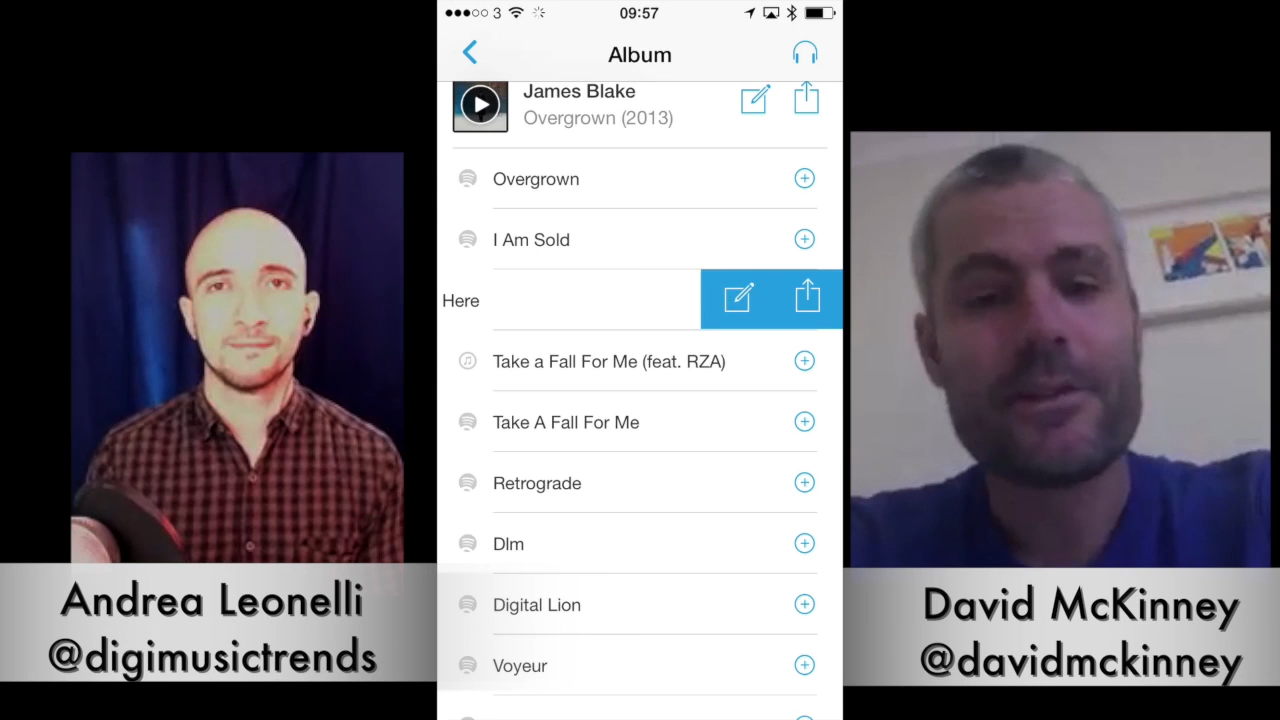 3
09:57
Album
James Blake
Overgrown (2013)
Overgrown
I Am Sold
Here
Take a Fall For Me (feat. RZA)
Take A Fall For Me
Retrograde
Dlm
Digital Lion
Voyeur
Andrea Leonelli
@digimusictrends
David McKinney
@davidmckinney